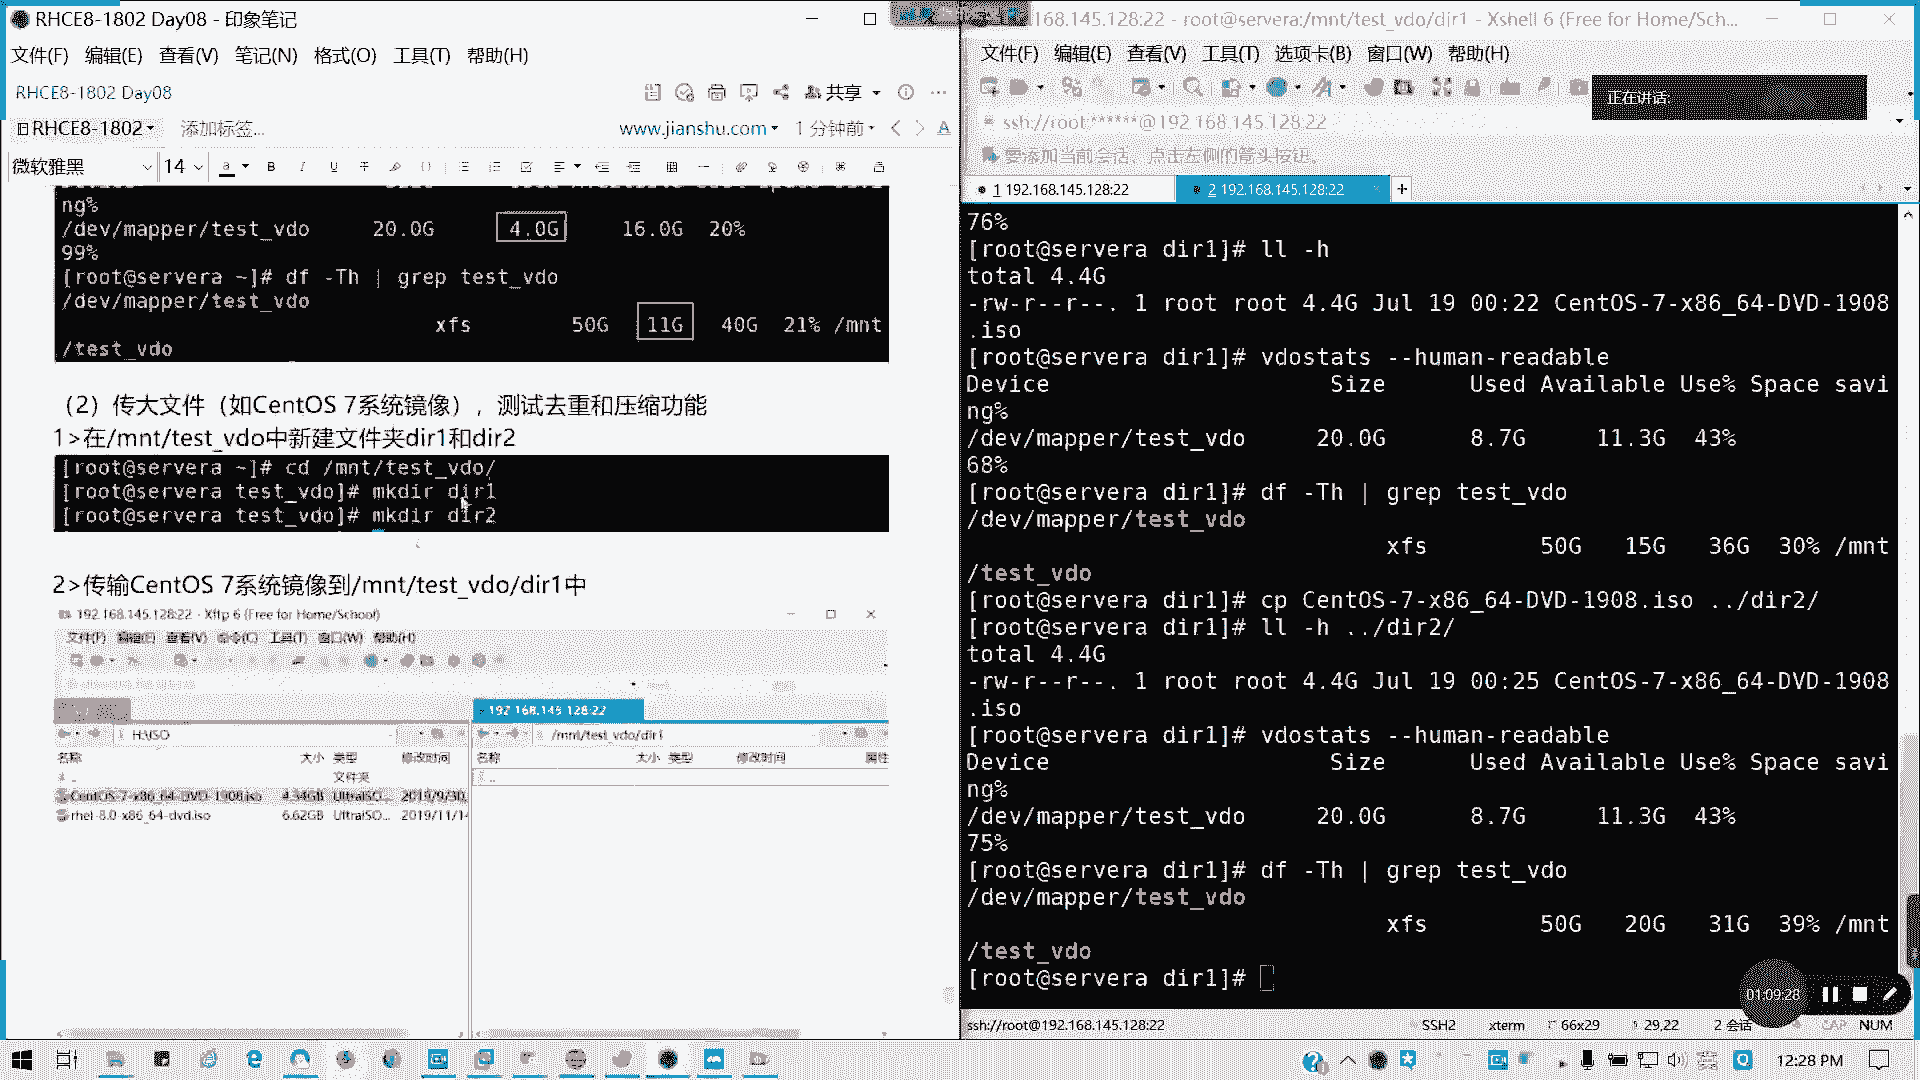 RHCE8-1802 Day08 - 印象笔记
文件(F) 编辑(E) 查看(V) 笔记(N) 格式(O) 工具(T) 帮助(H)
RHCE8-1802 Day08
共享
RHCE8-1802 添加标签... www.jianshu.com 1 分钟前
微软雅黑 14
ng%
/dev/mapper/test_vdo 20.0G 4.0G 16.0G 20%
99%
[root@servera ~]# df -Th | grep test_vdo
/dev/mapper/test_vdo
xfs 50G 11G 40G 21% /mnt
/test_vdo
（2）传大文件（如CentOS 7系统镜像），测试去重和压缩功能
1>在/mnt/test_vdo中新建文件夹dir1和dir2
[root@servera ~]# cd /mnt/test_vdo/
[root@servera test_vdo]# mkdir dir1
[root@servera test_vdo]# mkdir dir2
2>传输CentOS 7系统镜像到/mnt/test_vdo/dir1中
192.168.145.128:22 - Xftp 6 (Free for Home/School)
文件(F) 编辑(E) 查看(V) 命令(C) 工具(T) 窗口(W) 帮助(H)
192.168.145.128:22
H:\ISO
/mnt/test_vdo/dir1
名称 大小 类型 修改时间
名称 大小 类型 修改时间 属性
文件夹
CentOS-7-x86_64-DVD-1908.iso 4.34GB UltraISO... 2019/9/30,
rhel-8.0-x86_64-dvd.iso 6.62GB UltraISO... 2019/11/14
168.145.128:22 - root@servera:/mnt/test_vdo/dir1 - Xshell 6 (Free for Home/Sch...
文件(F) 编辑(E) 查看(V) 工具(T) 选项卡(B) 窗口(W) 帮助(H)
正在讲话:
ssh://root:******@192.168.145.128:22
要添加当前会话，点击左侧的箭头按钮。
1 192.168.145.128:22
2 192.168.145.128:22
76%
[root@servera dir1]# ll -h
total 4.4G
-rw-r--r--. 1 root root 4.4G Jul 19 00:22 CentOS-7-x86_64-DVD-1908
.iso
[root@servera dir1]# vdostats --human-readable
Device Size Used Available Use% Space savi
ng%
/dev/mapper/test_vdo 20.0G 8.7G 11.3G 43%
68%
[root@servera dir1]# df -Th | grep test_vdo
/dev/mapper/test_vdo
xfs 50G 15G 36G 30% /mnt
/test_vdo
[root@servera dir1]# cp CentOS-7-x86_64-DVD-1908.iso ../dir2/
[root@servera dir1]# ll -h ../dir2/
total 4.4G
-rw-r--r--. 1 root root 4.4G Jul 19 00:25 CentOS-7-x86_64-DVD-1908
.iso
[root@servera dir1]# vdostats --human-readable
Device Size Used Available Use% Space savi
ng%
/dev/mapper/test_vdo 20.0G 8.7G 11.3G 43%
75%
[root@servera dir1]# df -Th | grep test_vdo
/dev/mapper/test_vdo
xfs 50G 20G 31G 39% /mnt
/test_vdo
[root@servera dir1]#
01:09:28
ssh://root@192.168.145.128:22 SSH2 xterm 66x29 29,22 2 会话 CAP NUM
12:28 PM